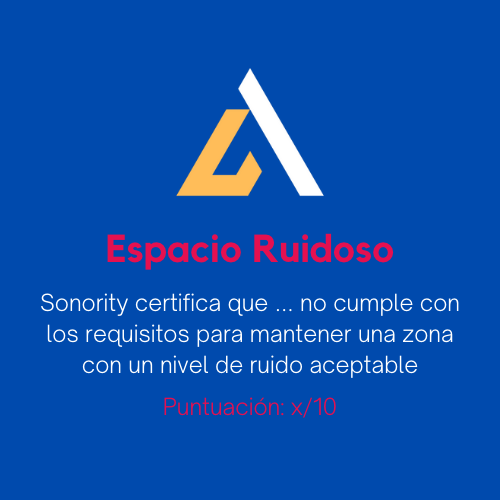 Espacio Ruidoso
Sonority certifica que ... no cumple con
los requisitos para mantener una zona
con un nivel de ruido aceptable
Puntuación: x/10